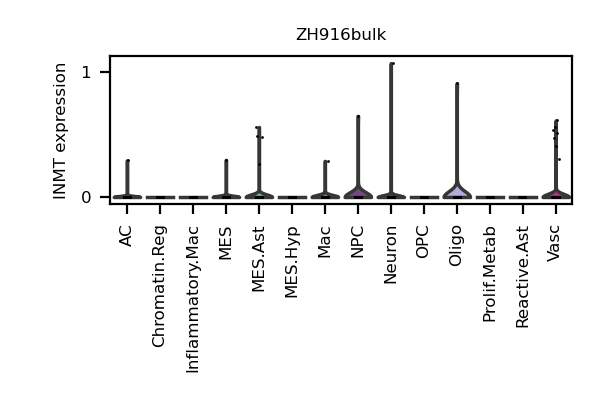 ZH916bulk
INMT expression
1
0
AC
Chromatin.Reg
Inflammatory.Mac
MES
MES.Ast
MES.Hyp
Mac
NPC
Neuron
OPC
Oligo
Prolif.Metab
Reactive.Ast
Vasc